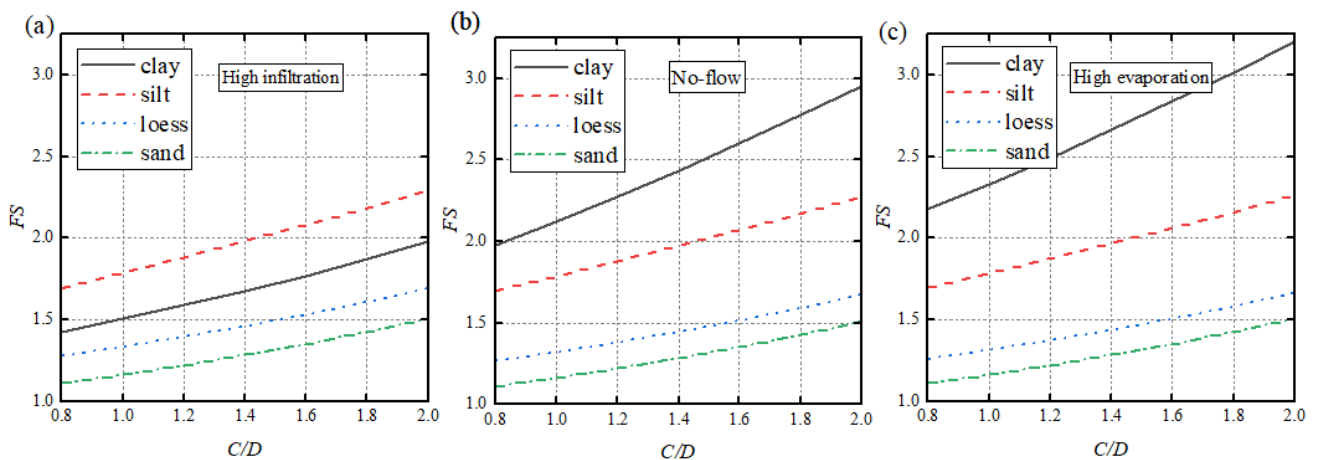 (a)
FS
3.0
2.5
2.0
1.5
1.0
clay
silt
loess
sand
High infiltration
0.8 1.0 1.2 1.4 1.6 1.8 2.0
C/D
(b)
FS
3.0
2.5
2.0
1.5
1.0
clay
silt
loess
sand
No-flow
0.8 1.0 1.2 1.4 1.6 1.8 2.0
C/D
(c)
FS
3.0
2.5
2.0
1.5
1.0
clay
silt
loess
sand
High evaporation
0.8 1.0 1.2 1.4 1.6 1.8 2.0
C/D